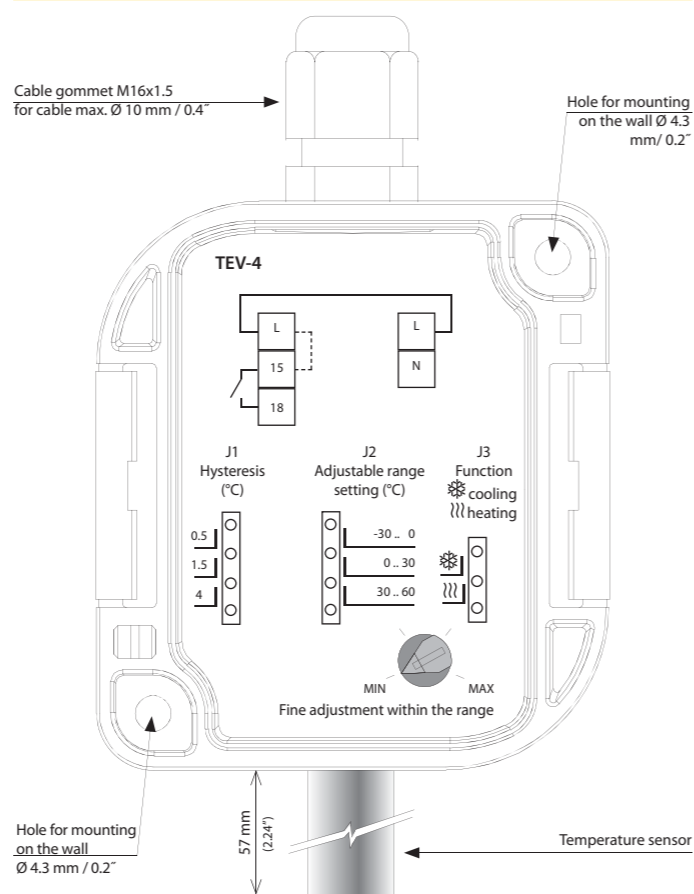 Cable gommet M16x1.5
for cable max. Ø 10 mm / 0.4˝
Hole for mounting
on the wall Ø 4.3
mm/ 0.2˝
TEV-4
L
15
18
L
N
J1
Hysteresis
(°C)
0.5
1.5
4
J2
Adjustable range
setting (°C)
-30 .. 0
0 .. 30
30 .. 60
J3
Function
cooling
heating
MIN
MAX
Fine adjustment within the range
57 mm
(2.24")
Hole for mounting
on the wall
Ø 4.3 mm / 0.2˝
Temperature sensor